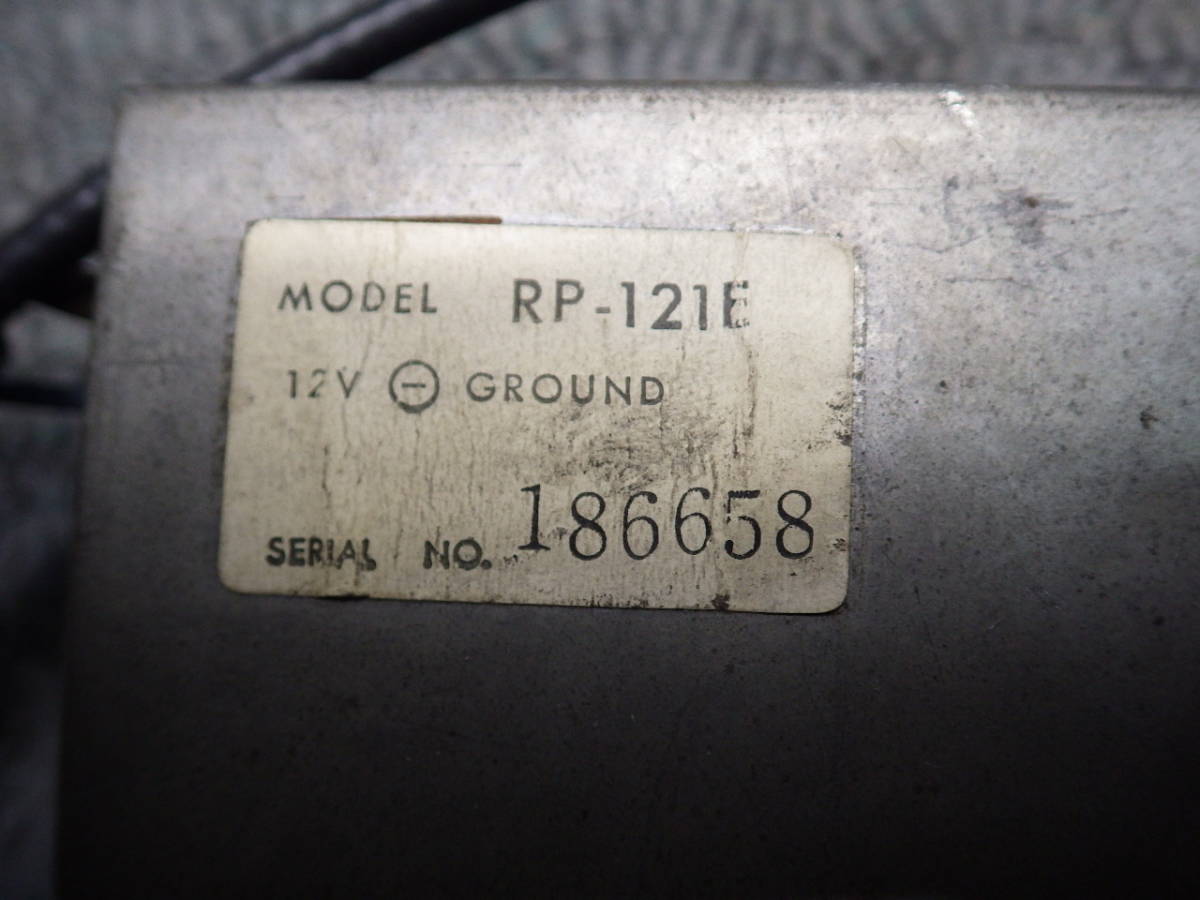 MODEL RP-121E
12V ⊖ GROUND
SERIAL NO. 186658